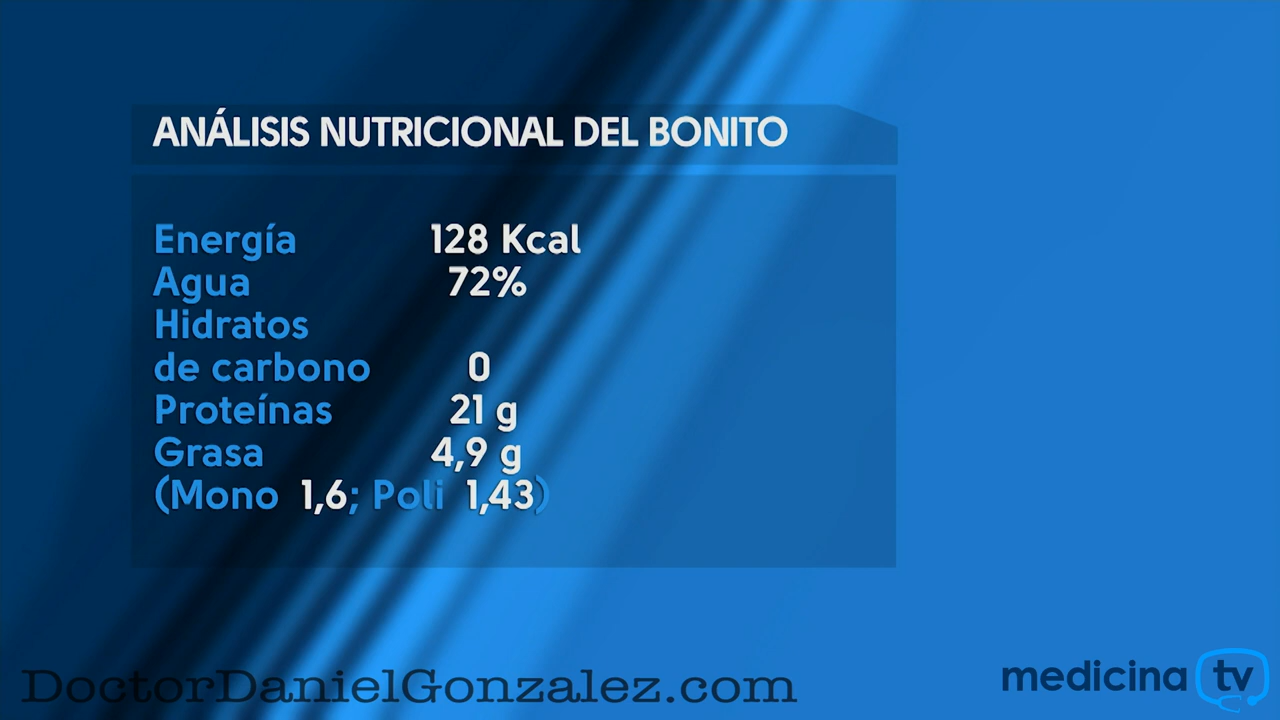 ANÁLISIS NUTRICIONAL DEL BONITO
Energía 128 Kcal
Agua 72%
Hidratos
de carbono 0
Proteínas 21 g
Grasa 4,9 g
(Mono 1,6; Poli 1,43)
DoctorDanielGonzalez.com
medicina tv